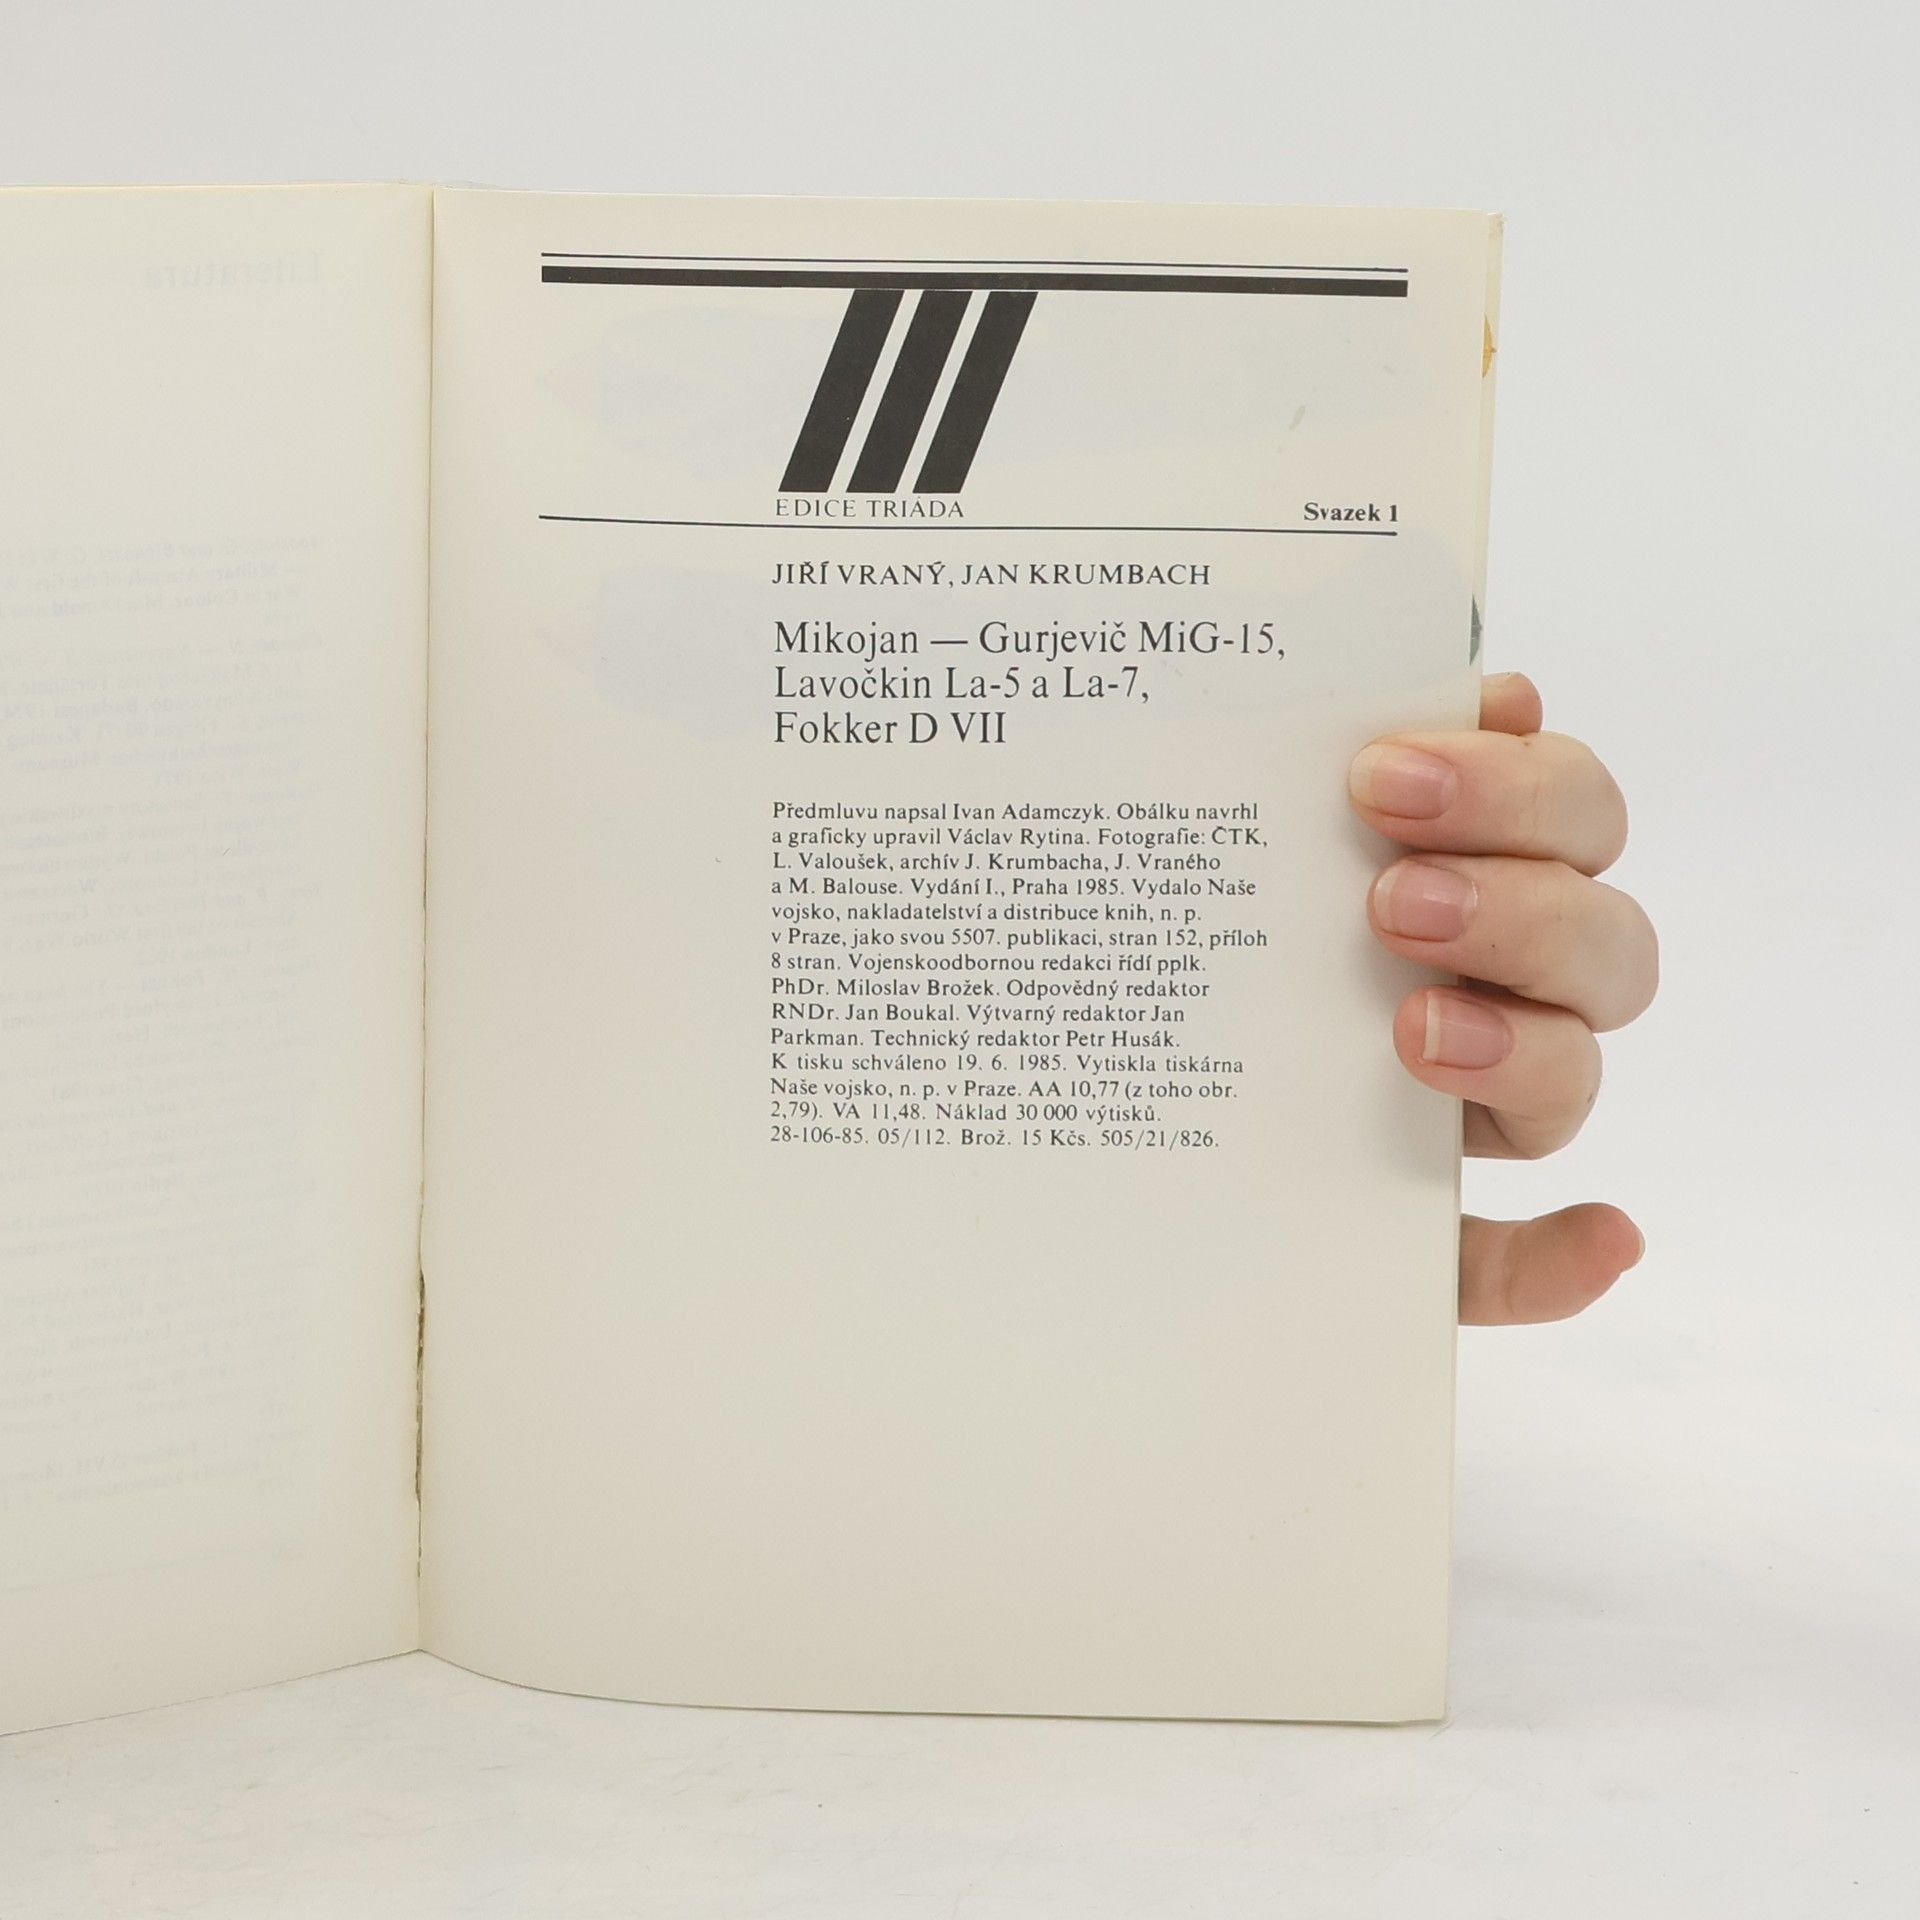 EDICE TRIÁDA
Svazek 1
JIŘÍ VRANÝ, JAN KRUMBACH
Mikojan — Gurjevič MiG-15,
Lavočkin La-5 a La-7,
Fokker D VII
Předmluvu napsal Ivan Adamczyk. Obálku navrhl
a graficky upravil Václav Rytina. Fotografie: ČTK,
L. Valoušek, archív J. Krumbacha, J. Vraného
a M. Balouse. Vydání I., Praha 1985. Vydalo Naše
vojsko, nakladatelství a distribuce knih, n. p.
v Praze, jako svou 5507. publikaci, stran 152, příloh
8 stran. Vojenskoodbornou redakci řídí pplk.
PhDr. Miloslav Brožek. Odpovědný redaktor
RNDr. Jan Boukal. Výtvarný redaktor Jan
Parkman. Technický redaktor Petr Husák.
K tisku schváleno 19. 6. 1985. Vytiskla tiskárna
Naše vojsko, n. p. v Praze. AA 10,77 (z toho obr.
2,79). VA 11,48. Náklad 30 000 výtisků.
28-106-85. 05/112. Brož. 15 Kčs. 505/21/826.